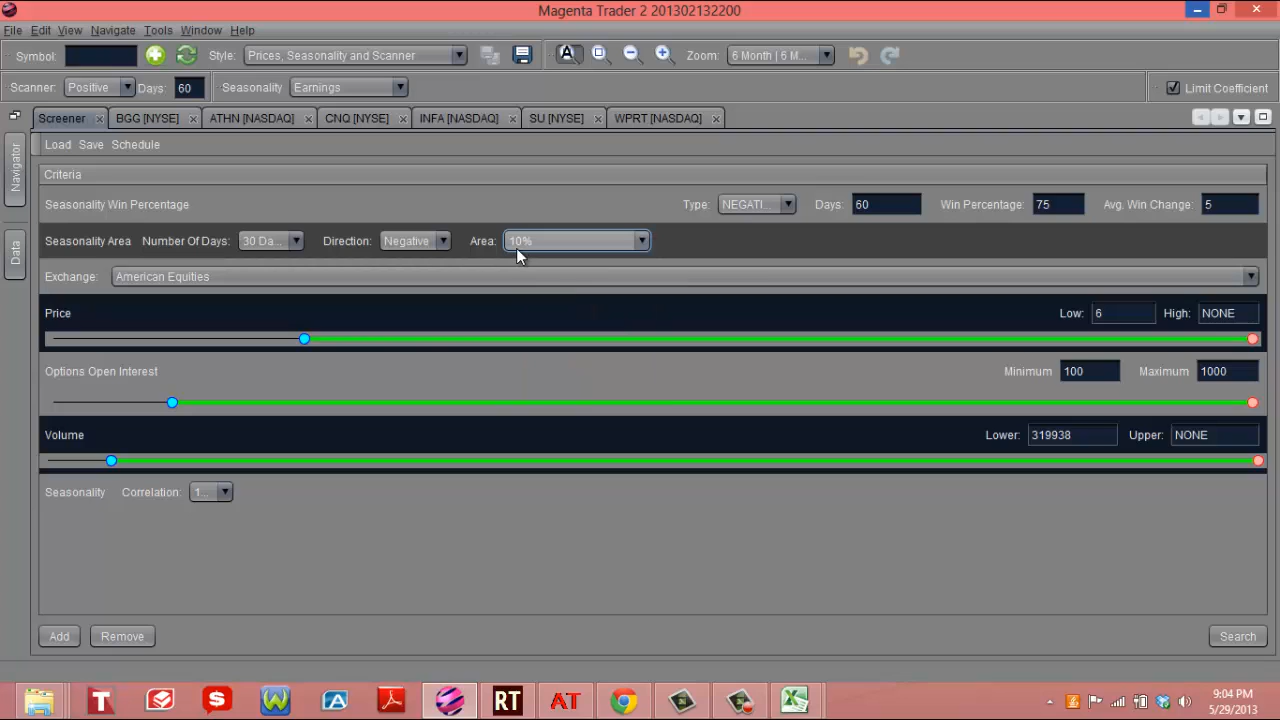 Magenta Trader 2 201302132200
File Edit View Navigate Tools Window Help
Symbol: Style: Prices, Seasonality and Scanner A Zoom: 6 Month | 6 M...
Scanner: Positive Days: 60 Seasonality Earnings Limit Coefficient
Screener BGG [NYSE] ATHN [NASDAQ] CNQ [NYSE] INFA [NASDAQ] SU [NYSE] WPRT [NASDAQ]
Navigator
Data
Load Save Schedule
Criteria
Seasonality Win Percentage Type: NEGATI... Days: 60 Win Percentage: 75 Avg. Win Change: 5
Seasonality Area Number Of Days: 30 Da... Direction: Negative Area: 10%
Exchange: American Equities
Price Low: 6 High: NONE
Options Open Interest Minimum 100 Maximum 1000
Volume Lower: 319938 Upper: NONE
Seasonality Correlation: 1...
Add Remove Search
T S W A RT AT
9:04 PM
5/29/2013